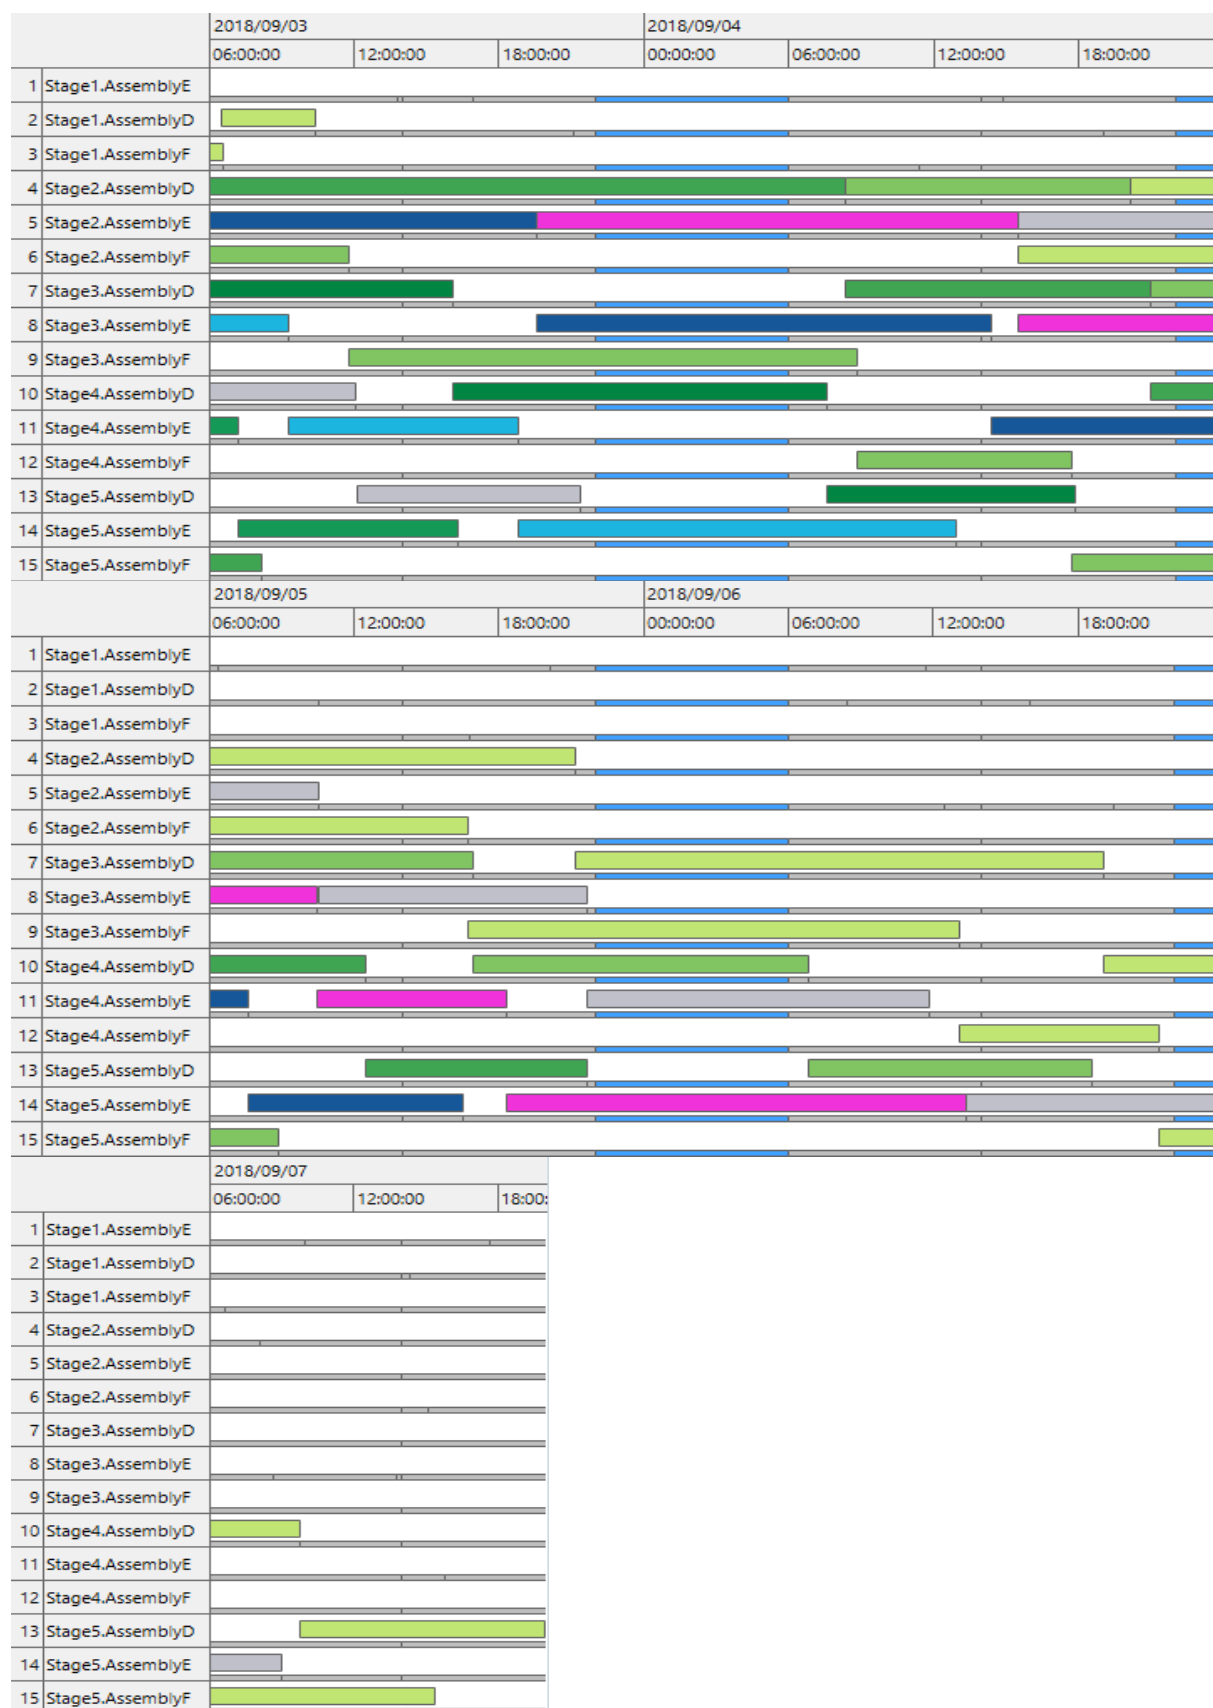 2018/09/03 2018/09/04
06:00:00 12:00:00 18:00:00 00:00:00 06:00:00 12:00:00 18:00:00
1 Stage1.AssemblyE
2 Stage1.AssemblyD
3 Stage1.AssemblyF
4 Stage2.AssemblyD
5 Stage2.AssemblyE
6 Stage2.AssemblyF
7 Stage3.AssemblyD
8 Stage3.AssemblyE
9 Stage3.AssemblyF
10 Stage4.AssemblyD
11 Stage4.AssemblyE
12 Stage4.AssemblyF
13 Stage5.AssemblyD
14 Stage5.AssemblyE
15 Stage5.AssemblyF
2018/09/05 2018/09/06
06:00:00 12:00:00 18:00:00 00:00:00 06:00:00 12:00:00 18:00:00
1 Stage1.AssemblyE
2 Stage1.AssemblyD
3 Stage1.AssemblyF
4 Stage2.AssemblyD
5 Stage2.AssemblyE
6 Stage2.AssemblyF
7 Stage3.AssemblyD
8 Stage3.AssemblyE
9 Stage3.AssemblyF
10 Stage4.AssemblyD
11 Stage4.AssemblyE
12 Stage4.AssemblyF
13 Stage5.AssemblyD
14 Stage5.AssemblyE
15 Stage5.AssemblyF
2018/09/07
06:00:00 12:00:00 18:00:
1 Stage1.AssemblyE
2 Stage1.AssemblyD
3 Stage1.AssemblyF
4 Stage2.AssemblyD
5 Stage2.AssemblyE
6 Stage2.AssemblyF
7 Stage3.AssemblyD
8 Stage3.AssemblyE
9 Stage3.AssemblyF
10 Stage4.AssemblyD
11 Stage4.AssemblyE
12 Stage4.AssemblyF
13 Stage5.AssemblyD
14 Stage5.AssemblyE
15 Stage5.AssemblyF